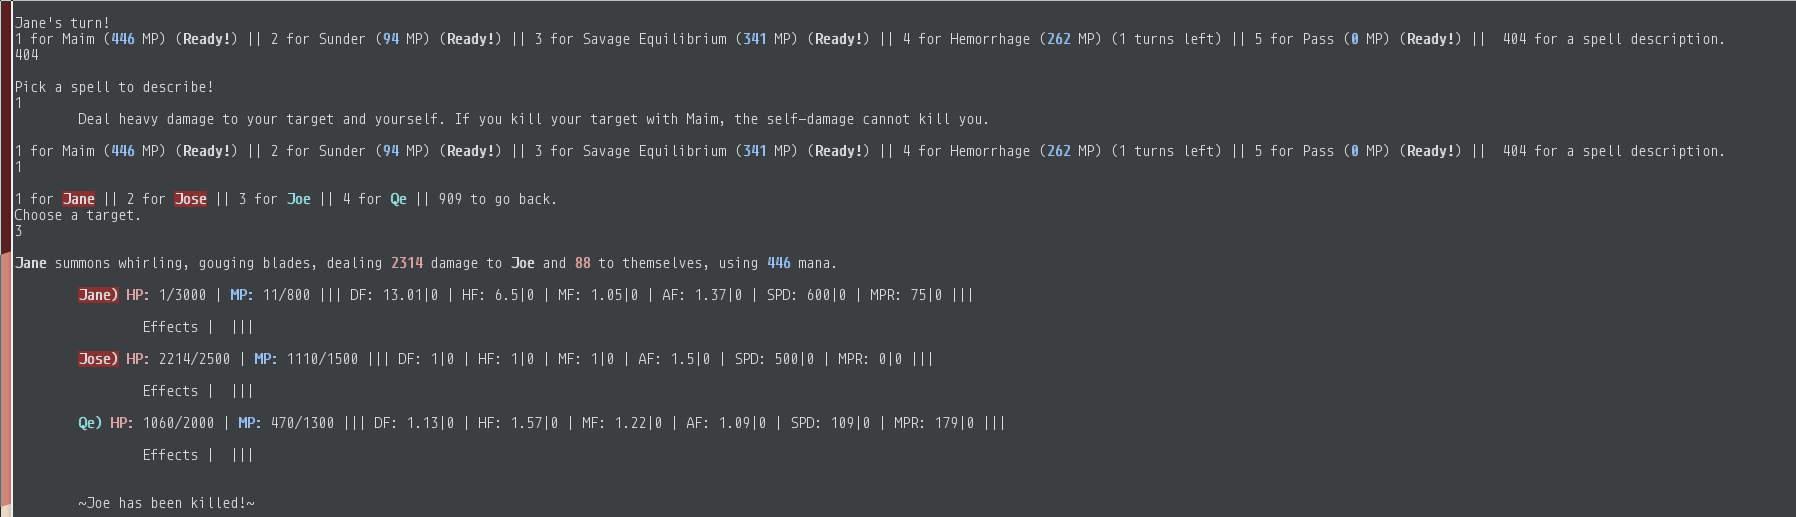 Jane's turn!
1 for Maim (446 MP) (Ready!) || 2 for Sunder (94 MP) (Ready!) || 3 for Savage Equilibrium (341 MP) (Ready!) || 4 for Hemorrhage (262 MP) (1 turns left) || 5 for Pass (0 MP) (Ready!) ||  404 for a spell description.
404
Pick a spell to describe!
1
Deal heavy damage to your target and yourself. If you kill your target with Maim, the self-damage cannot kill you.
1 for Maim (446 MP) (Ready!) || 2 for Sunder (94 MP) (Ready!) || 3 for Savage Equilibrium (341 MP) (Ready!) || 4 for Hemorrhage (262 MP) (1 turns left) || 5 for Pass (0 MP) (Ready!) ||  404 for a spell description.
1
1 for Jane || 2 for Jose || 3 for Joe || 4 for Qe || 909 to go back.
Choose a target.
3
Jane summons whirling, gouging blades, dealing 2314 damage to Joe and 88 to themselves, using 446 mana.
Jane) HP: 1/3000 | MP: 11/800 ||| DF: 13.01|0 | HF: 6.5|0 | MF: 1.05|0 | AF: 1.37|0 | SPD: 600|0 | MPR: 75|0 |||
Effects |  |||
Jose) HP: 2214/2500 | MP: 1110/1500 ||| DF: 1|0 | HF: 1|0 | MF: 1|0 | AF: 1.5|0 | SPD: 500|0 | MPR: 0|0 |||
Effects |  |||
Qe) HP: 1060/2000 | MP: 470/1300 ||| DF: 1.13|0 | HF: 1.57|0 | MF: 1.22|0 | AF: 1.09|0 | SPD: 109|0 | MPR: 179|0 |||
Effects |  |||
~Joe has been killed!~